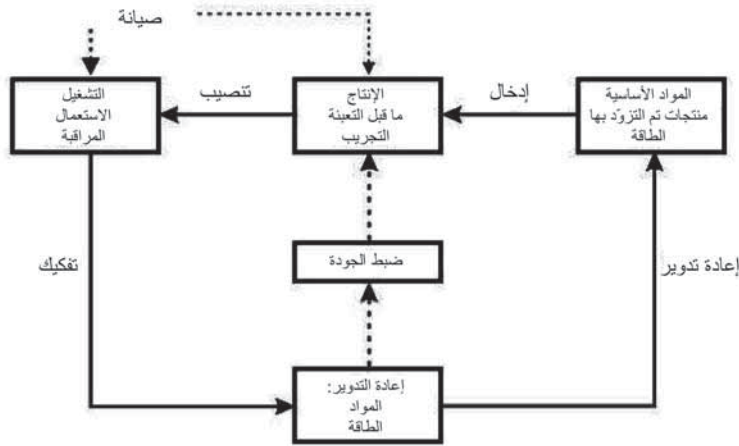 صيانة
المواد الأساسية
منتجات تم التزوّد بها
الطاقة
إدخال
الإنتاج
ما قبل التعبئة
التجريب
تنصيب
التشغيل
الاستعمال
المراقبة
تفكيك
ضبط الجودة
إعادة تدوير
إعادة التدوير:
المواد
الطاقة